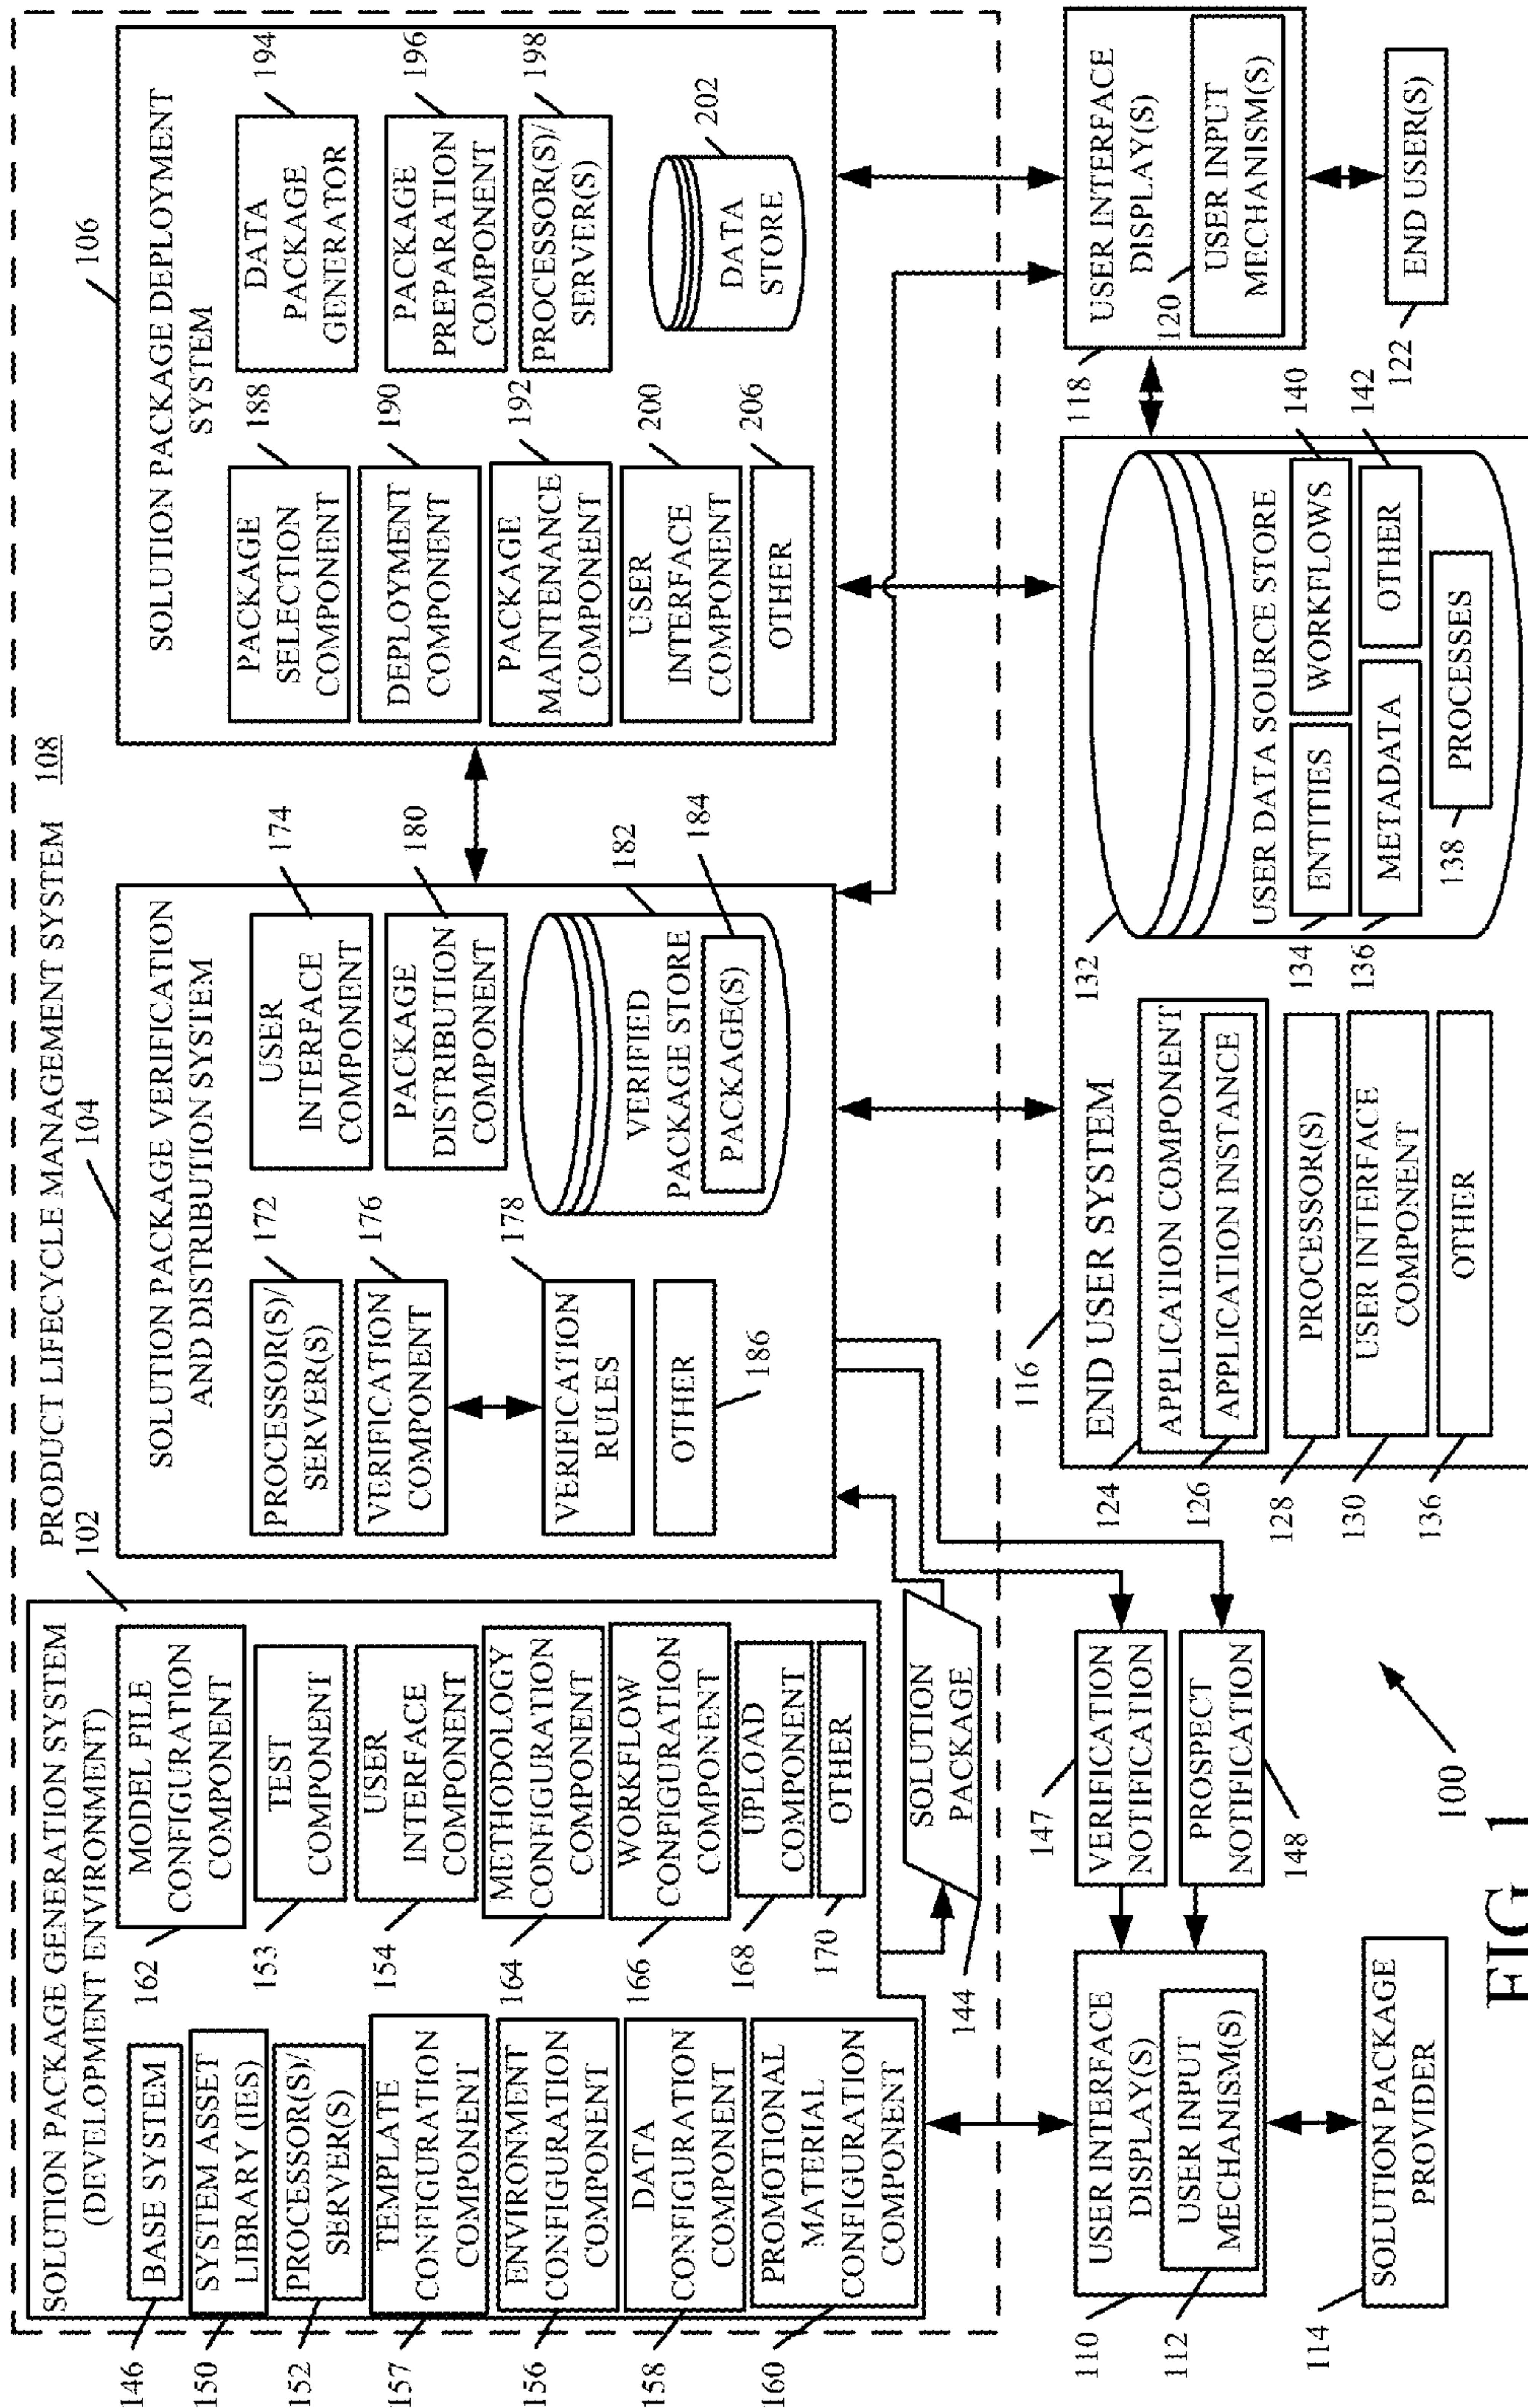 PRODUCT LIFECYCLE MANAGEMENT SYSTEM 108
SOLUTION PACKAGE GENERATION SYSTEM
(DEVELOPMENT ENVIRONMENT)
102
146
BASE SYSTEM
150
SYSTEM ASSET
LIBRARY (IES)
152
PROCESSOR(S)/
SERVER(S)
157
TEMPLATE
CONFIGURATION
COMPONENT
156
ENVIRONMENT
CONFIGURATION
COMPONENT
158
DATA
CONFIGURATION
COMPONENT
160
PROMOTIONAL
MATERIAL
CONFIGURATION
COMPONENT
162
MODEL FILE
CONFIGURATION
COMPONENT
153
TEST
COMPONENT
154
USER
INTERFACE
COMPONENT
164
METHODOLOGY
CONFIGURATION
COMPONENT
166
WORKFLOW
CONFIGURATION
COMPONENT
168
UPLOAD
COMPONENT
170
OTHER
144
SOLUTION
PACKAGE
104
SOLUTION PACKAGE VERIFICATION
AND DISTRIBUTION SYSTEM
PROCESSOR(S)/
SERVER(S)
172
VERIFICATION
COMPONENT
176
VERIFICATION
RULES
178
OTHER
186
USER
INTERFACE
COMPONENT
174
PACKAGE
DISTRIBUTION
COMPONENT
180
VERIFIED
PACKAGE STORE
182
PACKAGE(S)
184
106
SOLUTION PACKAGE DEPLOYMENT
SYSTEM
PACKAGE
SELECTION
COMPONENT
188
DEPLOYMENT
COMPONENT
190
PACKAGE
MAINTENANCE
COMPONENT
192
USER
INTERFACE
COMPONENT
200
OTHER
206
DATA
PACKAGE
GENERATOR
194
PACKAGE
PREPARATION
COMPONENT
196
PROCESSOR(S)/
SERVER(S)
198
DATA
STORE
202
110
USER INTERFACE
DISPLAY(S)
112
USER INPUT
MECHANISM(S)
114
SOLUTION PACKAGE
PROVIDER
147
VERIFICATION
NOTIFICATION
PROSPECT
NOTIFICATION
148
100
116
END USER SYSTEM
124
APPLICATION COMPONENT
126
APPLICATION INSTANCE
128
PROCESSOR(S)
130
USER INTERFACE
COMPONENT
136
OTHER
132
USER DATA SOURCE STORE
134
ENTITIES
WORKFLOWS
140
136
METADATA
OTHER
142
138
PROCESSES
118
USER INTERFACE
DISPLAY(S)
120
USER INPUT
MECHANISM(S)
122
END USER(S)
FIG. 1